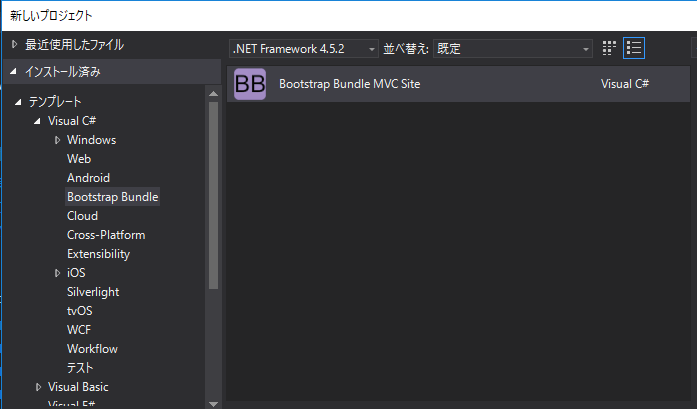 新しいプロジェクト
最近使用したファイル
.NET Framework 4.5.2
並べ替え: 既定
インストール済み
BB
Bootstrap Bundle MVC Site
Visual C#
テンプレート
Visual C#
Windows
Web
Android
Bootstrap Bundle
Cloud
Cross-Platform
Extensibility
iOS
Silverlight
tvOS
WCF
Workflow
テスト
Visual Basic
Visual F#